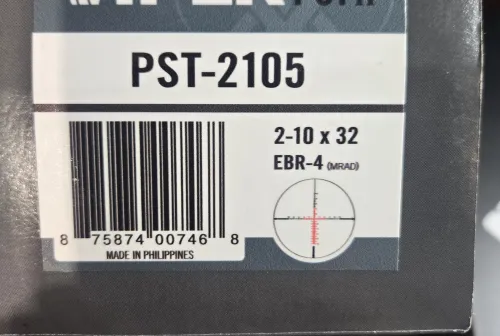 PST-2105
2-10 x 32
EBR-4 (MRAD)
8 75874 00746 8
MADE IN PHILIPPINES